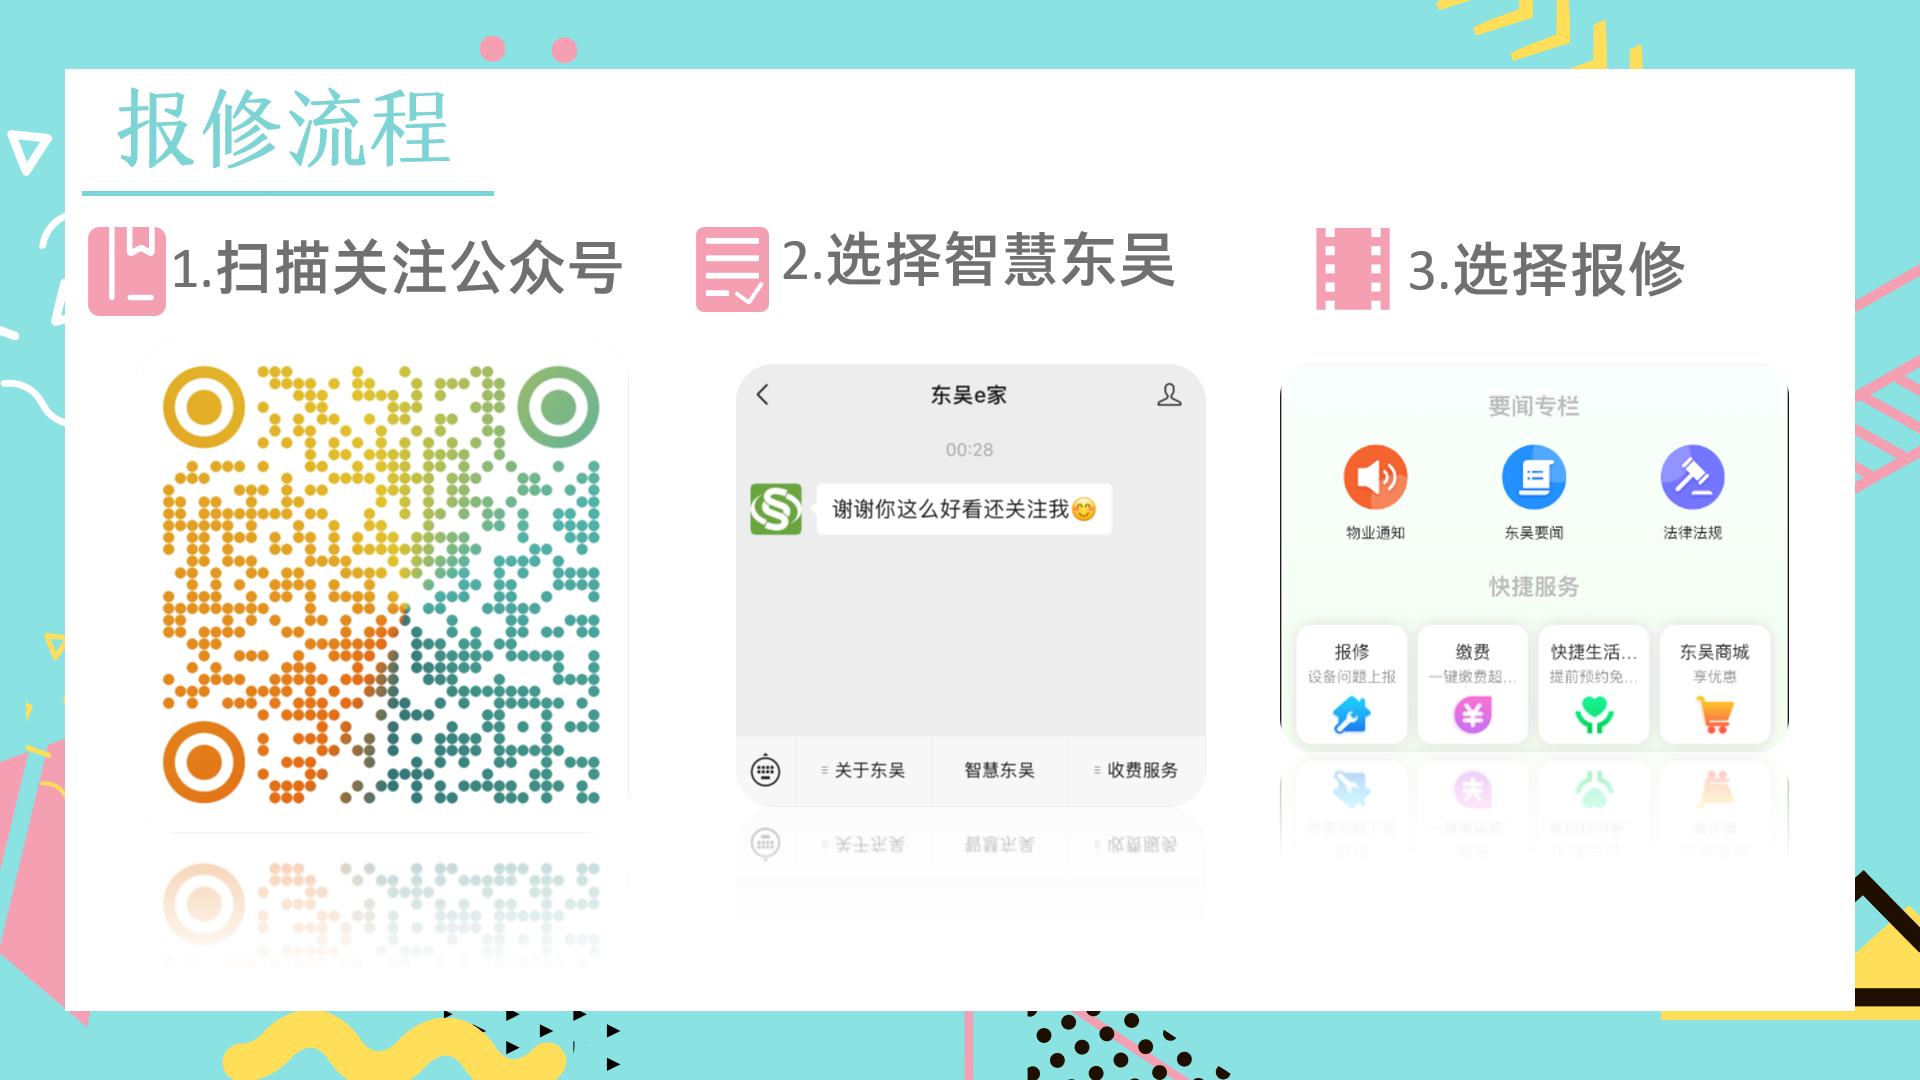 报修流程
1.扫描关注公众号
2.选择智慧东吴
3.选择报修
东吴e家
00:28
谢谢你这么好看还关注我😊
关于东吴
智慧东吴
收费服务
要闻专栏
物业通知
东吴要闻
法律法规
快捷服务
报修
缴费
快捷生活...
东吴商城
设备问题上报
一键缴费超...
提前预约免...
享优惠